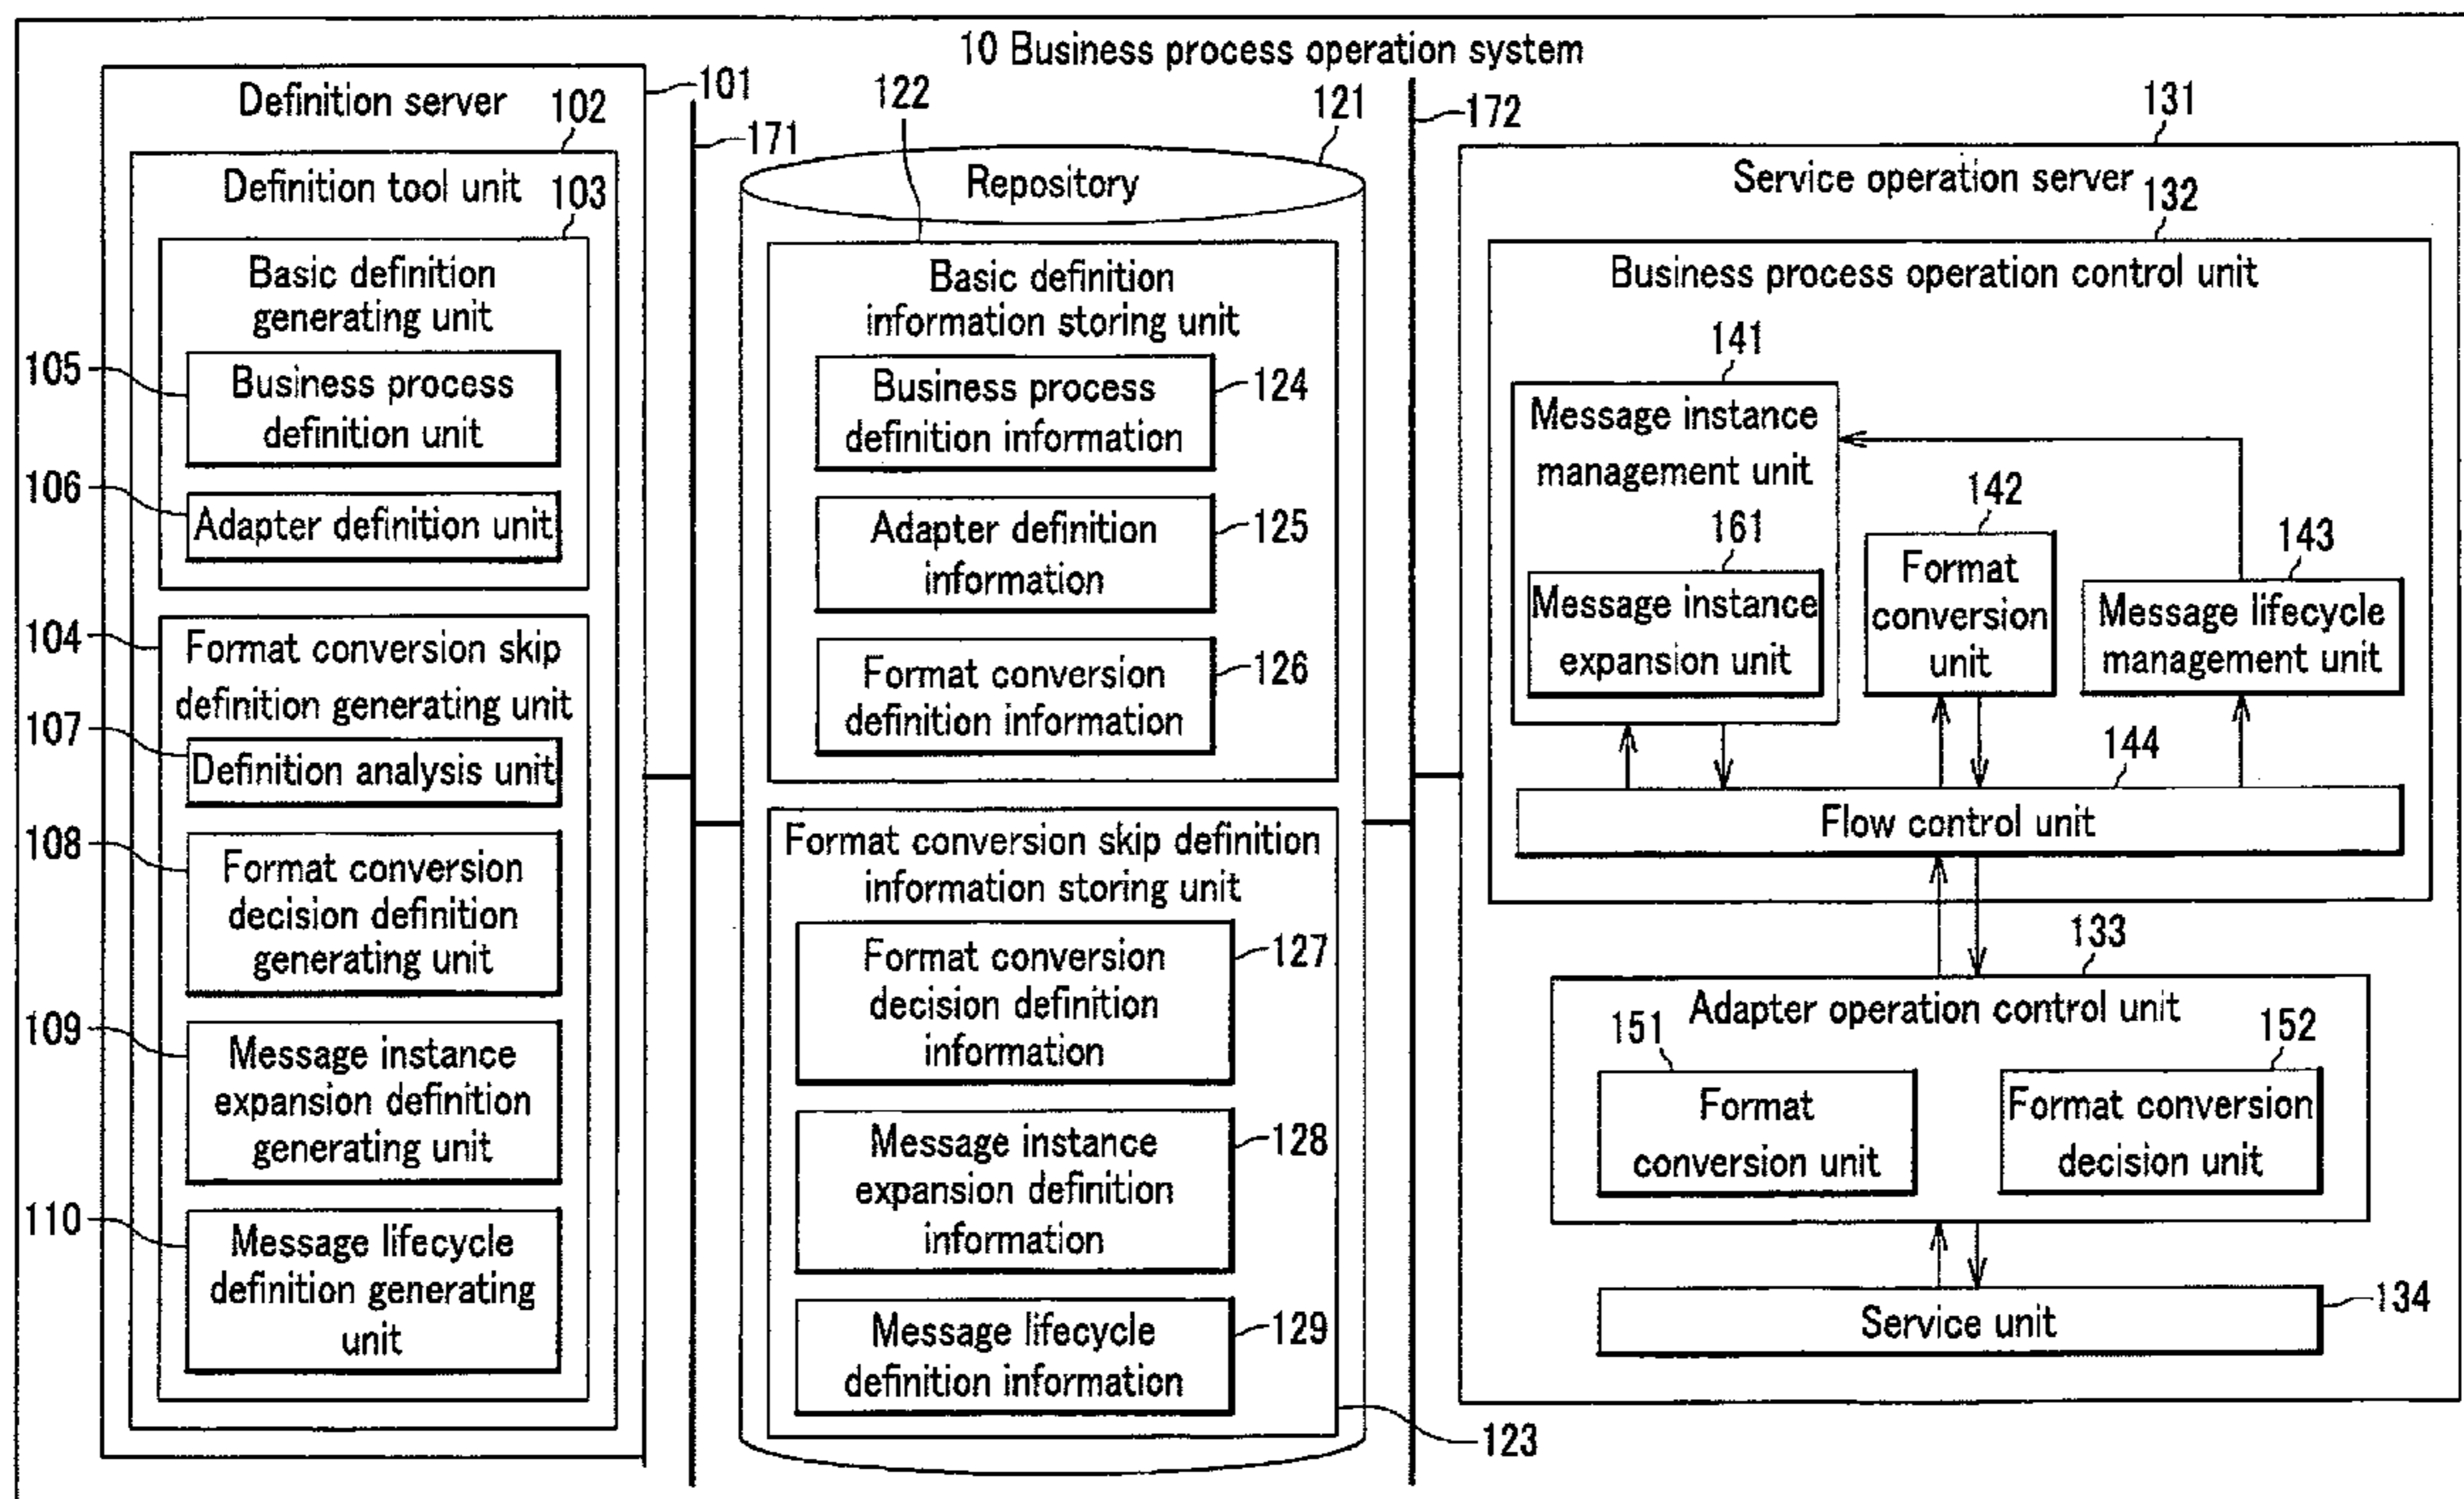 10 Business process operation system
Definition server
101
102
Definition tool unit
103
Basic definition
generating unit
105
Business process
definition unit
106
Adapter definition unit
104
Format conversion skip
definition generating unit
107
Definition analysis unit
108
Format conversion
decision definition
generating unit
109
Message instance
expansion definition
generating unit
110
Message lifecycle
definition generating
unit
171
122
121
Repository
Basic definition
information storing unit
Business process
definition information
124
Adapter definition
information
125
Format conversion
definition information
126
Format conversion skip definition
information storing unit
Format conversion
decision definition
information
127
Message instance
expansion definition
information
128
Message lifecycle
definition information
129
123
172
131
Service operation server
132
Business process operation control unit
141
Message instance
management unit
161
Message instance
expansion unit
142
Format
conversion
unit
143
Message lifecycle
management unit
144
Flow control unit
133
Adapter operation control unit
151
Format
conversion unit
152
Format conversion
decision unit
Service unit
134